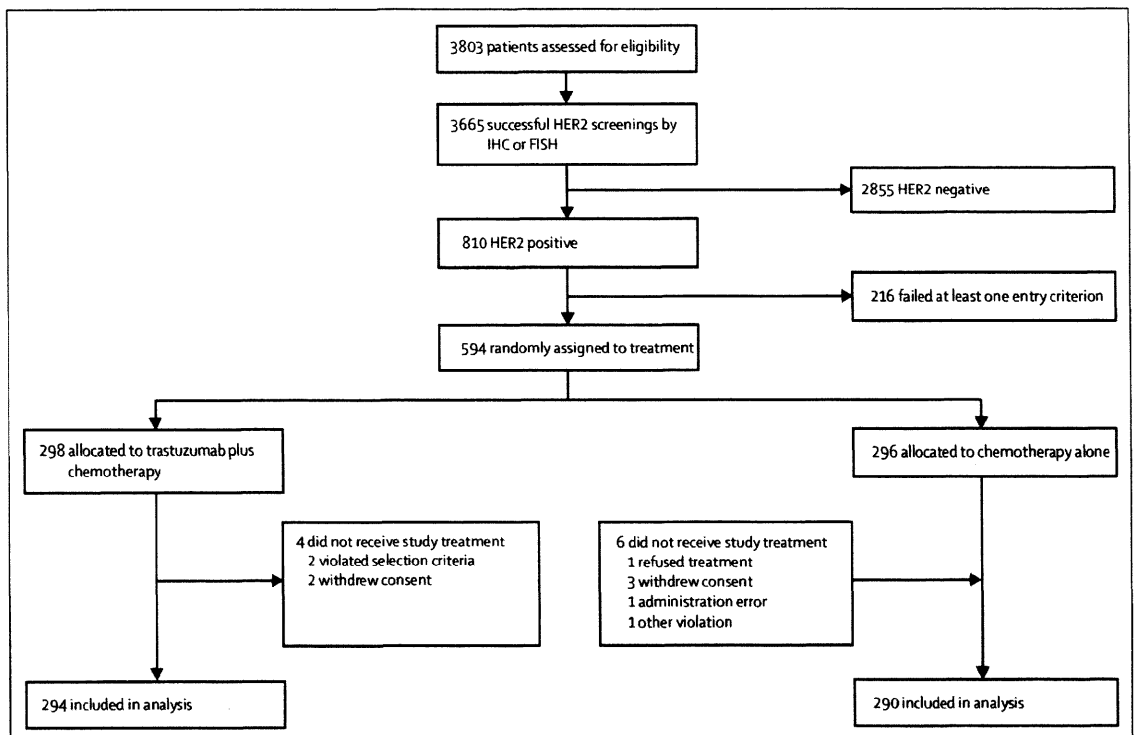 3803 patients assessed for eligibility
3665 successful HER2 screenings by
IHC or FISH
2855 HER2 negative
810 HER2 positive
216 failed at least one entry criterion
594 randomly assigned to treatment
298 allocated to trastuzumab plus
chemotherapy
296 allocated to chemotherapy alone
4 did not receive study treatment
2 violated selection criteria
2 withdrew consent
6 did not receive study treatment
1 refused treatment
3 withdrew consent
1 administration error
1 other violation
294 included in analysis
290 included in analysis